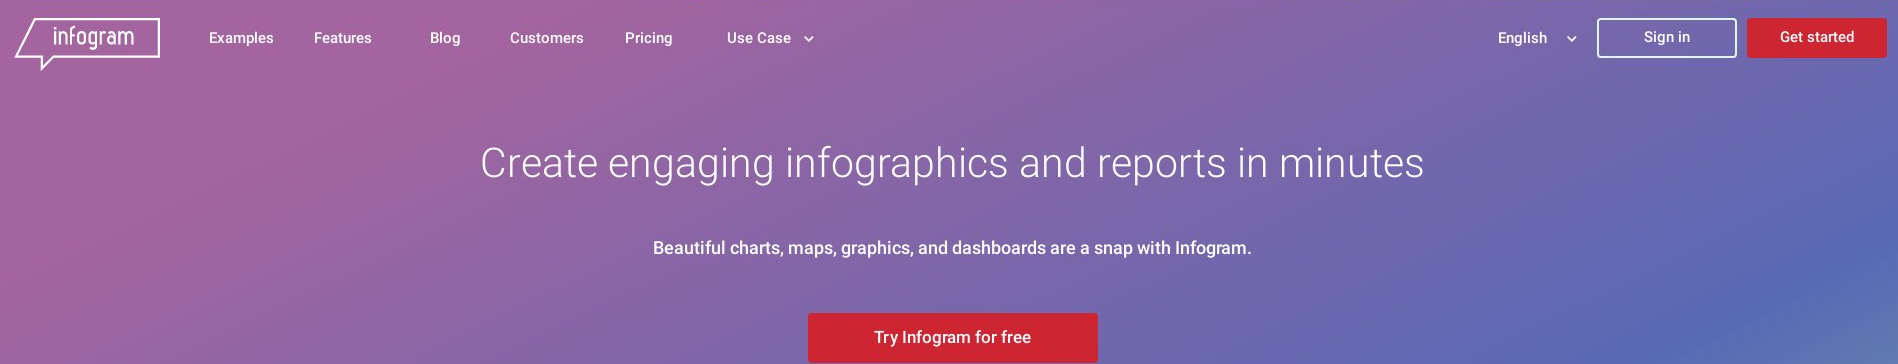 infogram
Examples Features Blog Customers Pricing Use Case English Sign in Get started
Create engaging infographics and reports in minutes
Beautiful charts, maps, graphics, and dashboards are a snap with Infogram.
Try Infogram for free